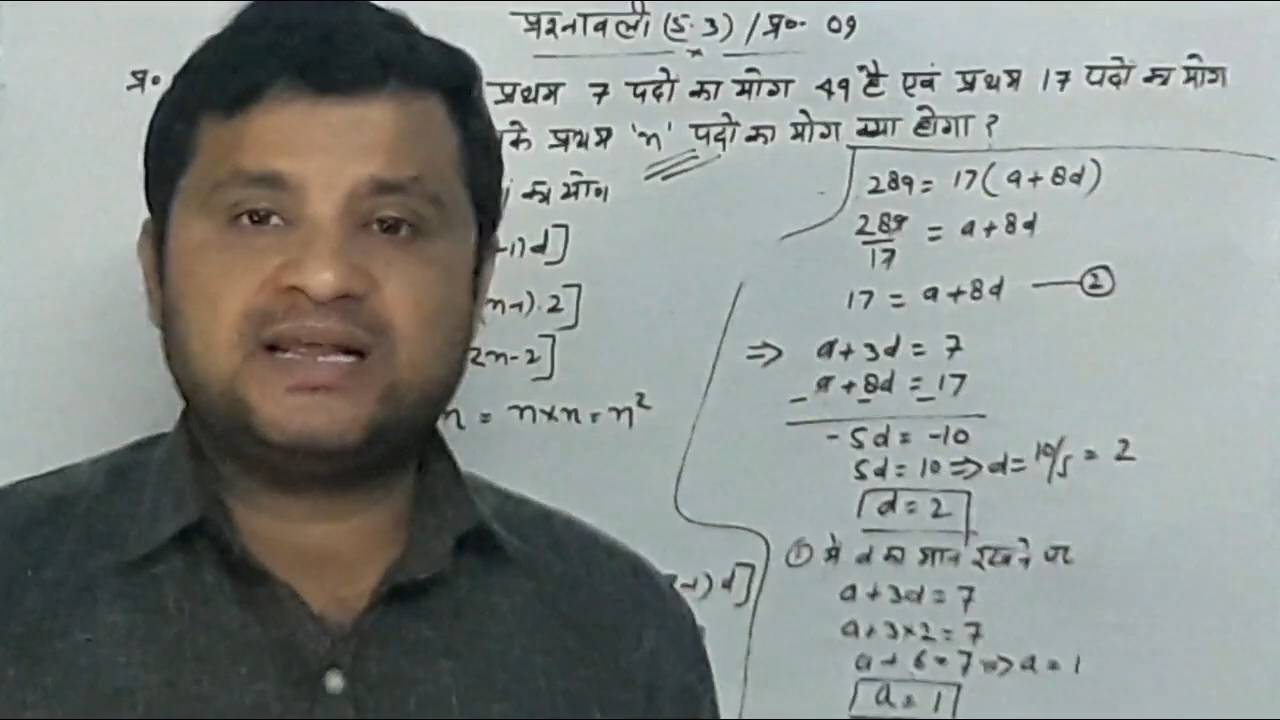 प्रश्नावली (5.3) / प्र० 09
प्र० प्रथम 7 पदों का योग 49 है एवं प्रथम 17 पदों का योग
के प्रथम 'n' पदों का योग क्या होगा ?
का योग
-1)d]
(n-1).2]
2n-2]
n = n×n = n²
-1)d]
289 = 17(a+8d)
289/17 = a+8d
17 = a+8d —②
⇒ a+3d = 7
- a+8d = 17
-5d = -10
5d = 10 ⇒ d = 10/5 = 2
d = 2
① में d का मान रखने पर
a+3d = 7
a+3×2 = 7
a+6 = 7 ⇒ a = 1
a = 1